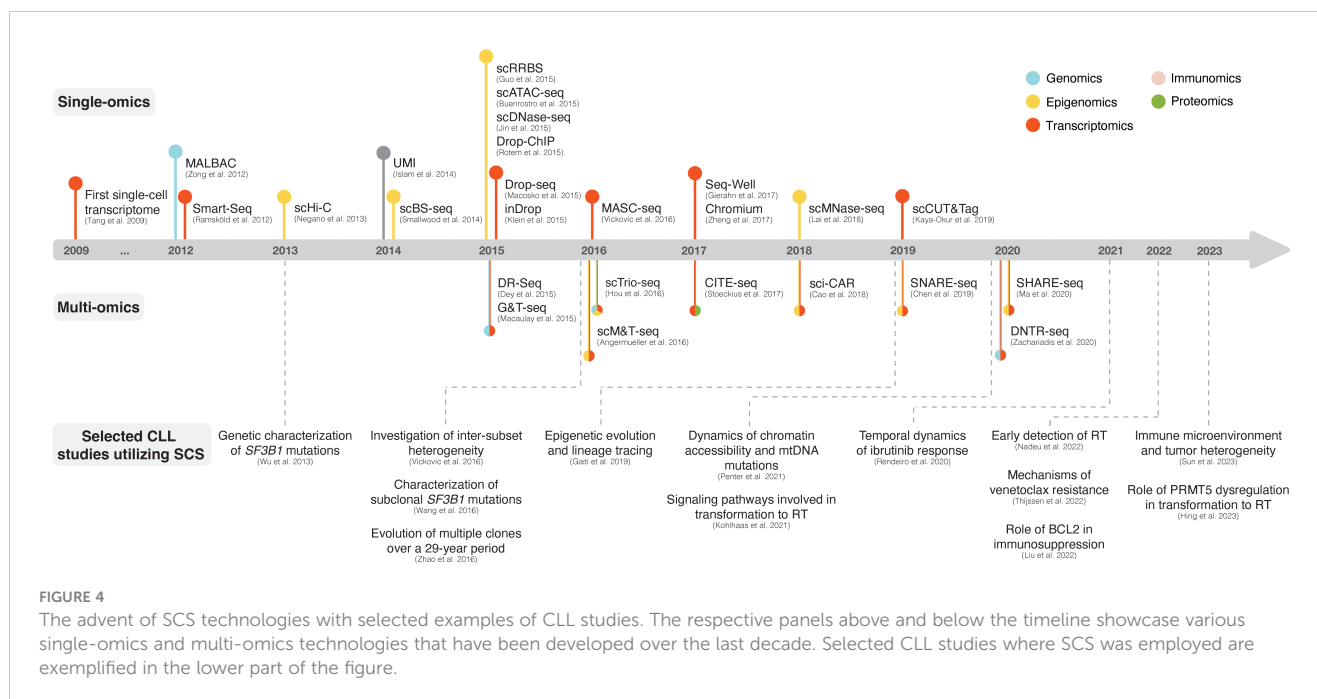 Single-omics
Genomics
Epigenomics
Transcriptomics
Immunomics
Proteomics
First single-cell
transcriptome
(Tang et al. 2009)
MALBAC
(Zong et al. 2012)
Smart-Seq
(Ramsköld et al. 2012)
scHi-C
(Negano et al. 2013)
UMI
(Islam et al. 2014)
scBS-seq
(Smallwood et al. 2014)
scRRBS
(Guo et al. 2015)
scATAC-seq
(Buenrostro et al. 2015)
scDNase-seq
(Jin et al. 2015)
Drop-ChIP
(Rotem et al. 2015)
Drop-seq
(Macosko et al. 2015)
inDrop
(Klein et al. 2015)
MASC-seq
(Vickovic et al. 2016)
Seq-Well
(Gierahn et al. 2017)
Chromium
(Zheng et al. 2017)
scMNase-seq
(Lai et al. 2018)
scCUT&Tag
(Kaya-Okur et al. 2019)
2009 ... 2012 2013 2014 2015 2016 2017 2018 2019 2020 2021 2022 2023
Multi-omics
DR-Seq
(Dey et al. 2015)
G&T-seq
(Macaulay et al. 2015)
scTrio-seq
(Hou et al. 2016)
scM&T-seq
(Angermueller et al. 2016)
CITE-seq
(Stoeckius et al. 2017)
sci-CAR
(Cao et al. 2018)
SNARE-seq
(Chen et al. 2019)
SHARE-seq
(Ma et al. 2020)
DNTR-seq
(Zachariadis et al. 2020)
Selected CLL
studies utilizing SCS
Genetic characterization
of SF3B1 mutations
(Wu et al. 2013)
Investigation of inter-subset
heterogeneity
(Vickovic et al. 2016)
Characterization of
subclonal SF3B1 mutations
(Wang et al. 2016)
Evolution of multiple clones
over a 29-year period
(Zhao et al. 2016)
Epigenetic evolution
and lineage tracing
(Gaiti et al. 2019)
Dynamics of chromatin
accessibility and mtDNA
mutations
(Penter et al. 2021)
Signaling pathways involved in
transformation to RT
(Kohlhaas et al. 2021)
Temporal dynamics
of ibrutinib response
(Rendeiro et al. 2020)
Early detection of RT
(Nadeu et al. 2022)
Mechanisms of
venetoclax resistance
(Thijssen et al. 2022)
Role of BCL2 in
immunosuppression
(Liu et al. 2022)
Immune microenvironment
and tumor heterogeneity
(Sun et al. 2023)
Role of PRMT5 dysregulation
in transformation to RT
(Hing et al. 2023)
FIGURE 4
The advent of SCS technologies with selected examples of CLL studies. The respective panels above and below the timeline showcase various
single-omics and multi-omics technologies that have been developed over the last decade. Selected CLL studies where SCS was employed are
exemplified in the lower part of the figure.